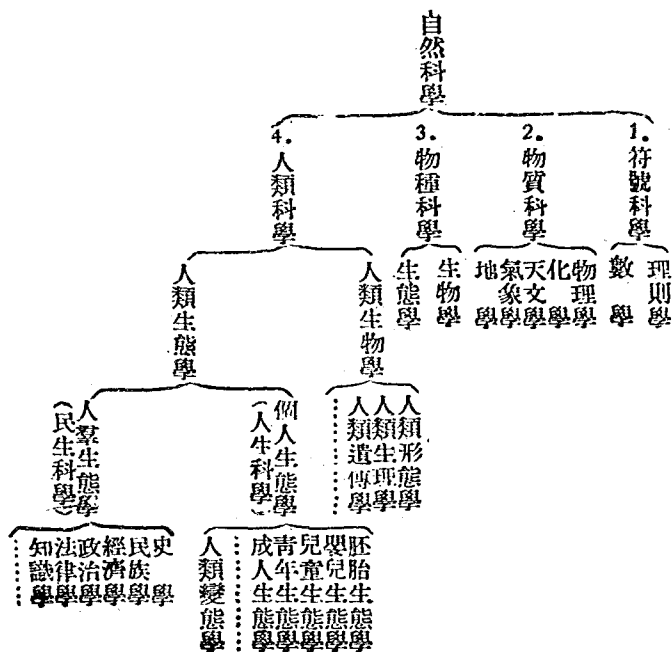 自然科學
1. 符號科學
理則學
數學
2. 物質科學
物理學
化學
天文學
氣象學
地學
3. 物種科學
生物學
生態學
4. 人類科學
人類生物學
人類形態學
人類生理學
人類遺傳學
……
人類生態學
個人生態學
(人生科學)
胚胎生態學
嬰兒生態學
兒童生態學
靑年生態學
成人生態學
……
人類變態學
人羣生態學
(民生科學)
史學
民族學
經濟學
政治學
法律學
知識學
……